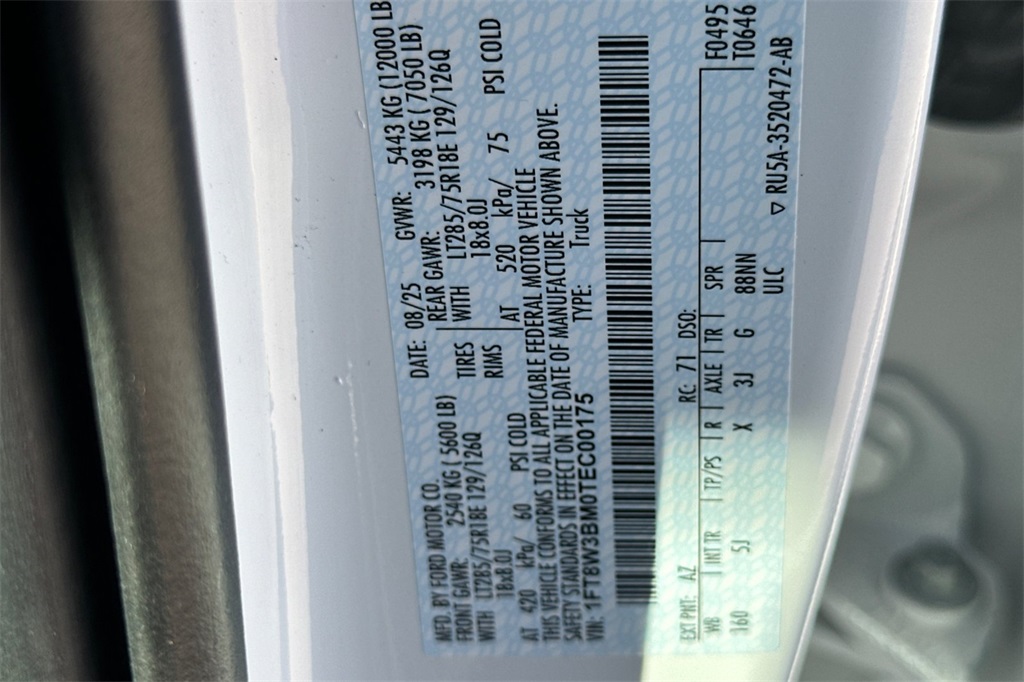 MFD. BY FORD MOTOR CO.
DATE: 08/25 GVWR: 5443 KG (12000 LB
FRONT GAWR: 2540 KG ( 5600 LB) REAR GAWR: 3198 KG ( 7050 LB)
WITH LT285/75R18E 129/126Q TIRES WITH LT285/75R18E 129/126Q
18x8.0J RIMS 18x8.0J
AT 420 kPa/ 60 PSI COLD AT 520 kPa/ 75 PSI COLD
THIS VEHICLE CONFORMS TO ALL APPLICABLE FEDERAL MOTOR VEHICLE
SAFETY STANDARDS IN EFFECT ON THE DATE OF MANUFACTURE SHOWN ABOVE.
VIN: 1FT8W3BM0TEC00175 TYPE: Truck
EXT PNT: AZ RC: 71 DSO: F0495
WB INT TR TP/PS R AXLE TR SPR T0646
160 5J X 3J G 88NN
ULC
▽ RU5A-3520472-AB